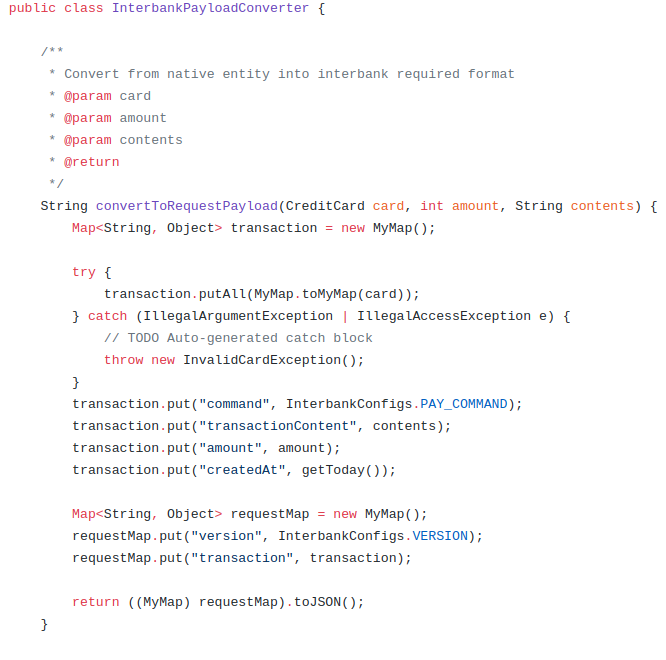 public class InterbankPayloadConverter {
/**
* Convert from native entity into interbank required format
* @param card
* @param amount
* @param contents
* @return
*/
String convertToRequestPayload(CreditCard card, int amount, String contents) {
Map<String, Object> transaction = new MyMap();
try {
transaction.putAll(MyMap.toMyMap(card));
} catch (IllegalArgumentException | IllegalAccessException e) {
// TODO Auto-generated catch block
throw new InvalidCardException();
}
transaction.put("command", InterbankConfigs.PAY_COMMAND);
transaction.put("transactionContent", contents);
transaction.put("amount", amount);
transaction.put("createdAt", getToday());
Map<String, Object> requestMap = new MyMap();
requestMap.put("version", InterbankConfigs.VERSION);
requestMap.put("transaction", transaction);
return ((MyMap) requestMap).toJSON();
}